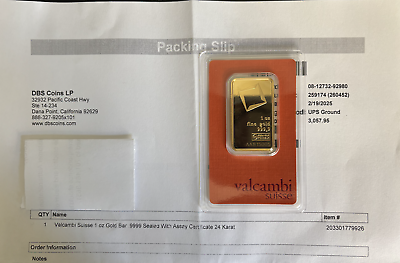 Packing Slip
DBS Coins LP
32932 Pacific Coast Hwy
Ste 14-234
Dana Point, California 92629
888-327-9205x101
www.dbscoins.com
08-12732-92980
259174 (260452)
2/19/2025
UPS Ground
3,057.95
1 oz
fine gold
999,9
valcambi
suisse
QTY Name Item #
1 Valcambi Suisse 1 oz Gold Bar .9999 Sealed With Assay Certificate 24 Karat 203301779926
Order Information